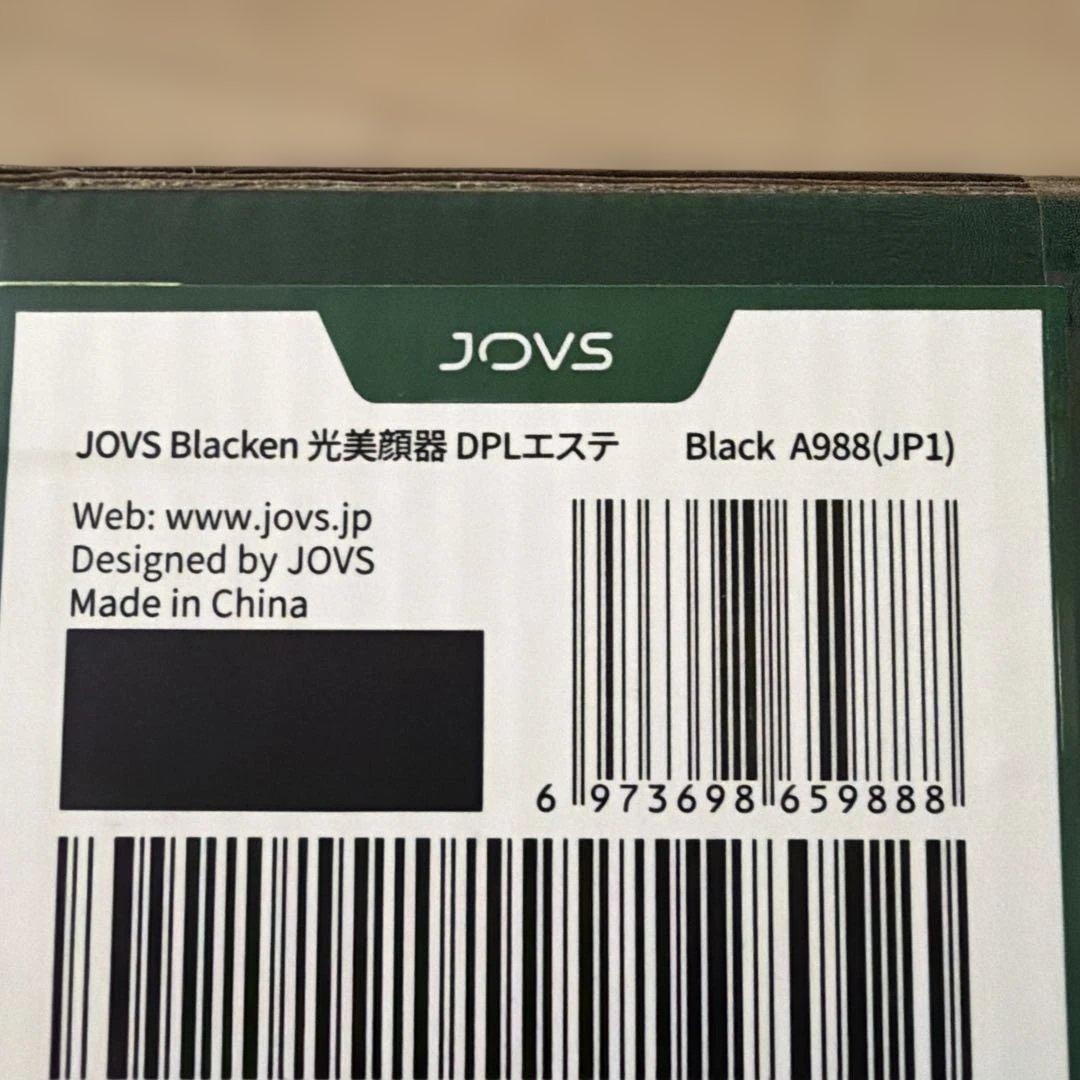 JOVS
JOVS Blacken 光美顔器 DPLエステ Black A988(JP1)
Web: www.jovs.jp
Designed by JOVS
Made in China
6 973698 659888